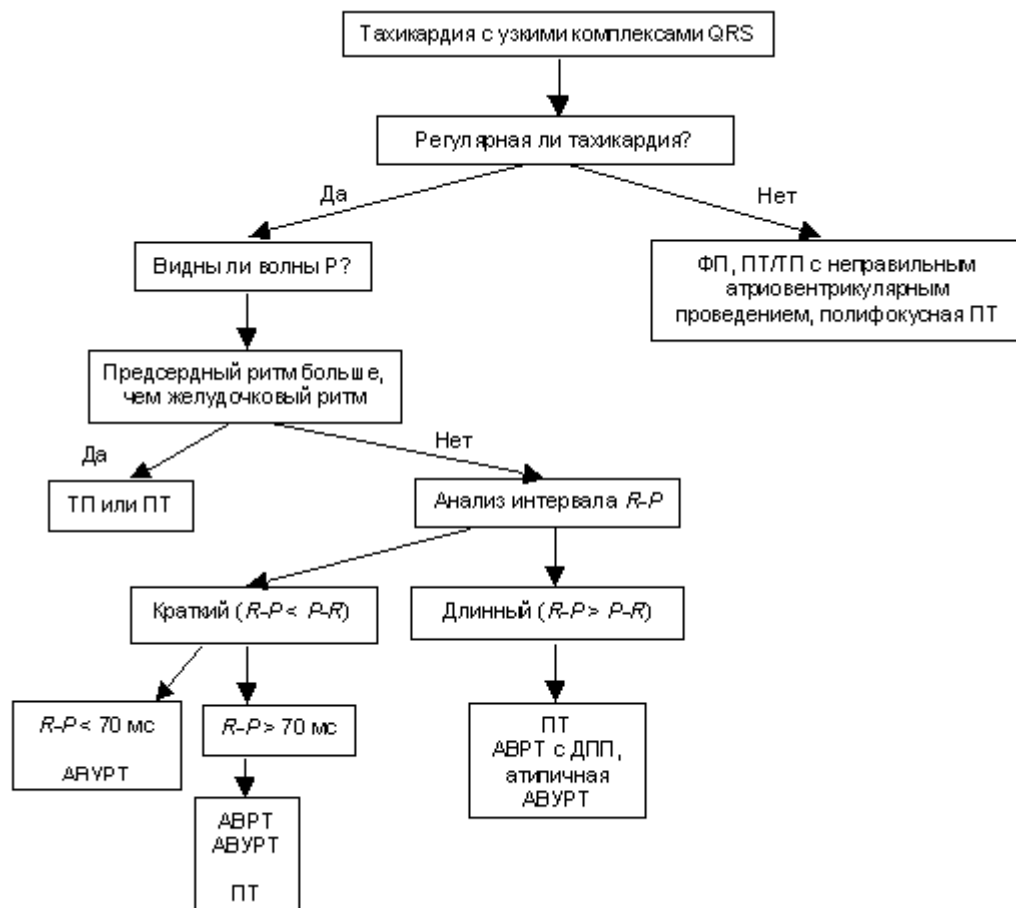 Тахикардия с узкими комплексами QRS
Регулярная ли тахикардия?
Да
Нет
Видны ли волны Р?
ФП, ПТ/ТП с неправильным
атриовентрикулярным
проведением, полифокусная ПТ
Предсердный ритм больше,
чем желудочковый ритм
Да
Нет
ТП или ПТ
Анализ интервала R-P
Краткий (R-P < P-R)
Длинный (R-P > P-R)
R-P < 70 мс
АВУРТ
R-P > 70 мс
ПТ
АВРТ с ДПП,
атипичная
АВУРТ
АВРТ
АВУРТ
ПТ